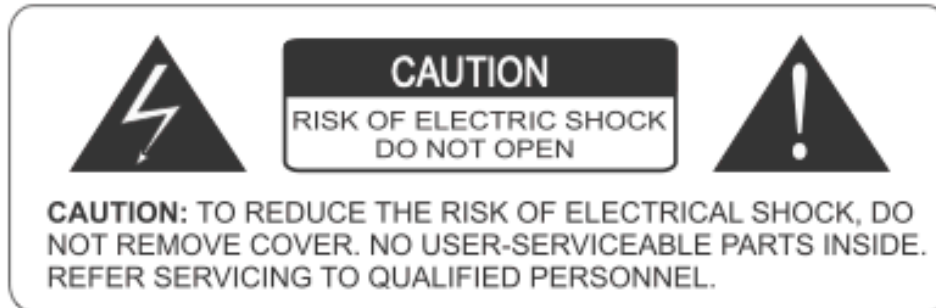 CAUTION
RISK OF ELECTRIC SHOCK
DO NOT OPEN
CAUTION: TO REDUCE THE RISK OF ELECTRICAL SHOCK, DO
NOT REMOVE COVER. NO USER-SERVICEABLE PARTS INSIDE.
REFER SERVICING TO QUALIFIED PERSONNEL.